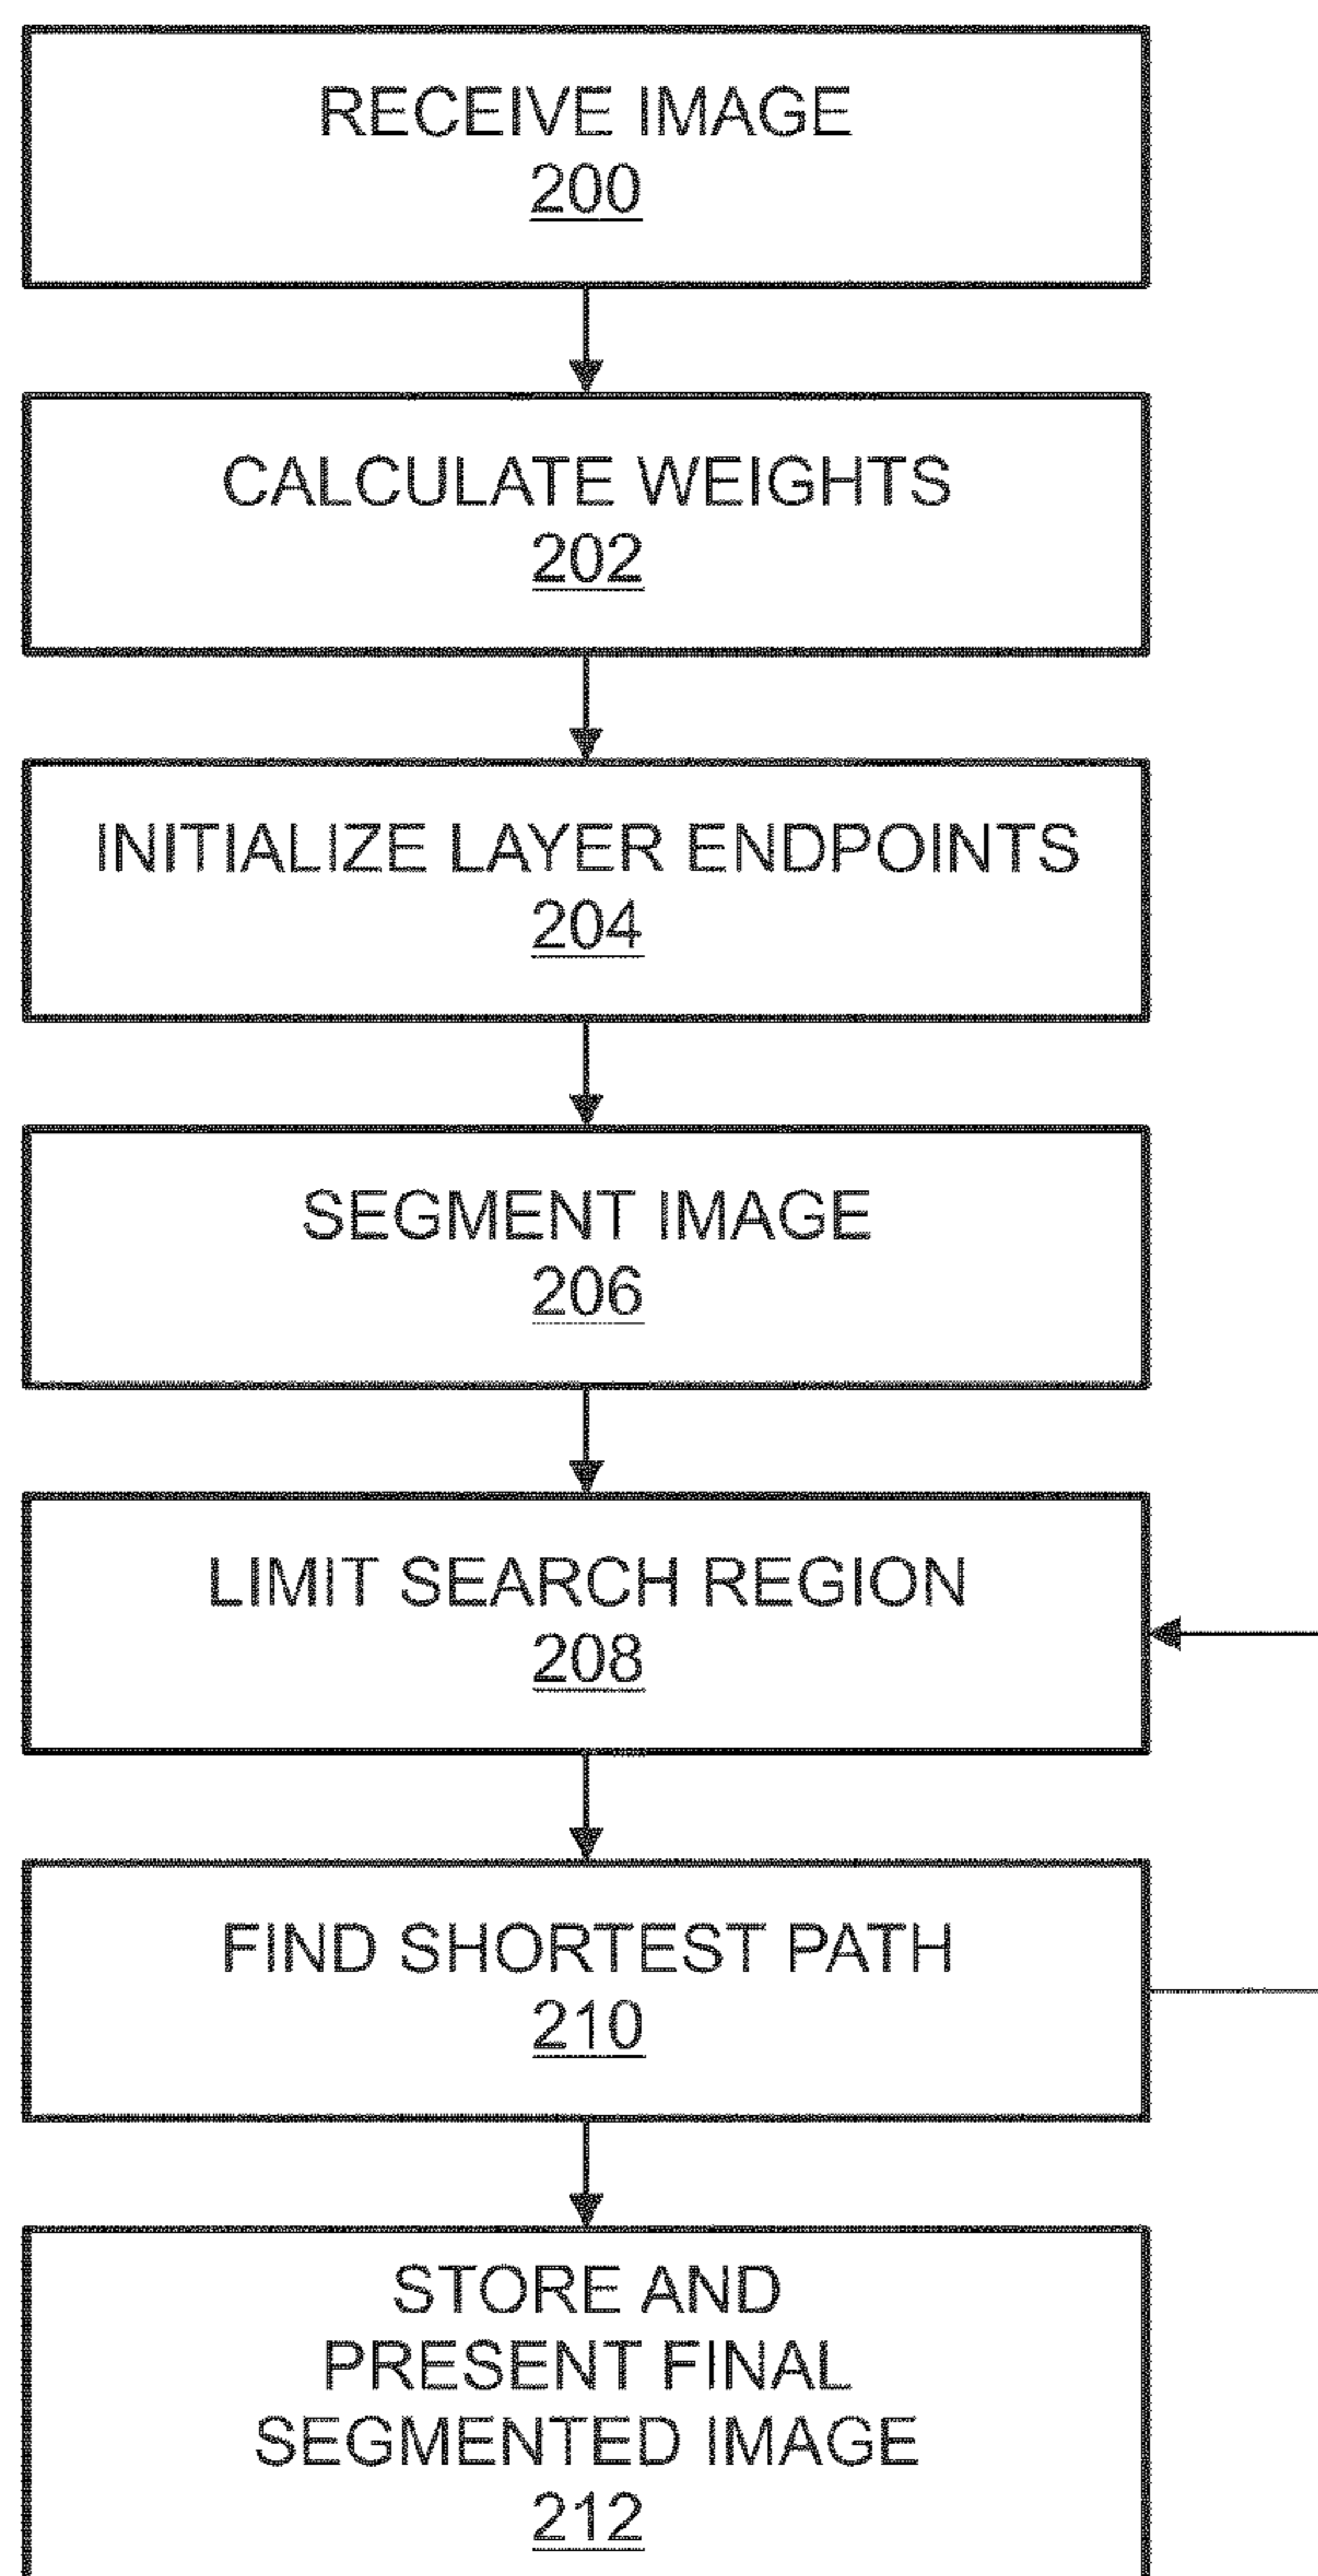 RECEIVE IMAGE
200
CALCULATE WEIGHTS
202
INITIALIZE LAYER ENDPOINTS
204
SEGMENT IMAGE
206
LIMIT SEARCH REGION
208
FIND SHORTEST PATH
210
STORE AND
PRESENT FINAL
SEGMENTED IMAGE
212